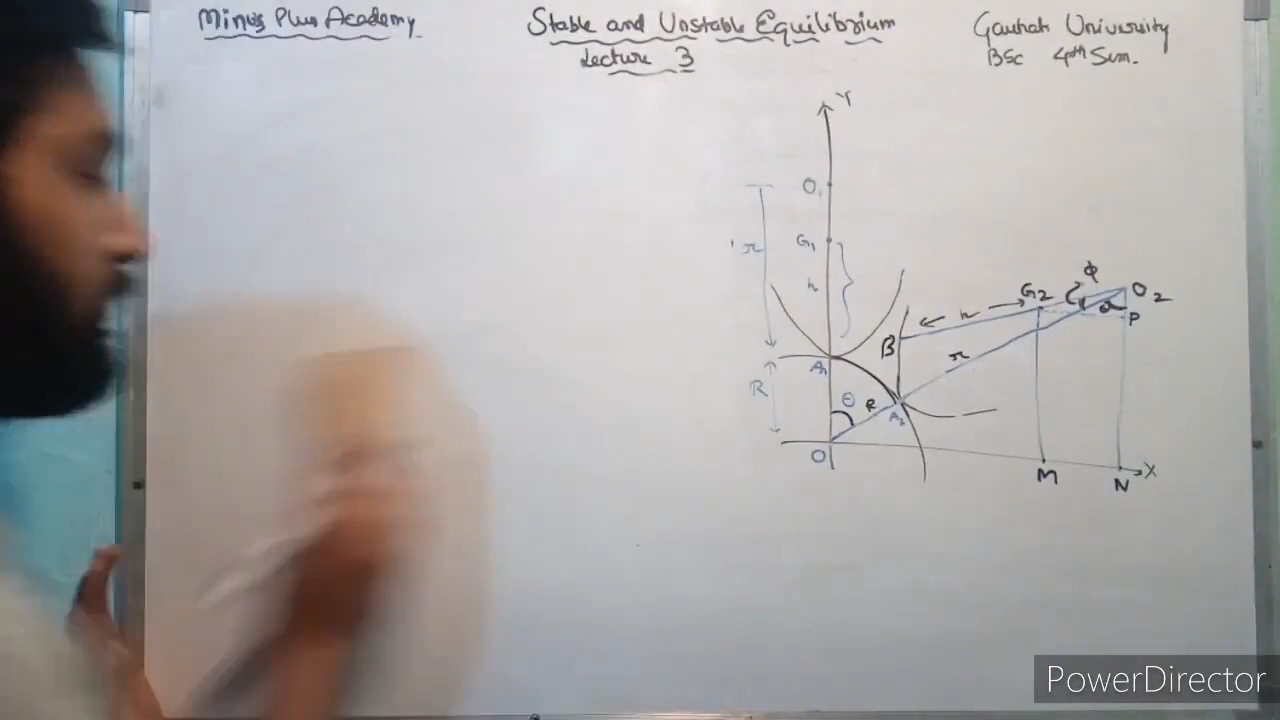 Minus Plus Academy
Stable and Unstable Equilibrium
Lecture 3
Gauhati University
BSc 4th Sem.
Y
O1
r
G1
h
A1
R
θ
R
A2
O
B
h
G2
r
φ
θ
O2
P
M
N
X
PowerDirector